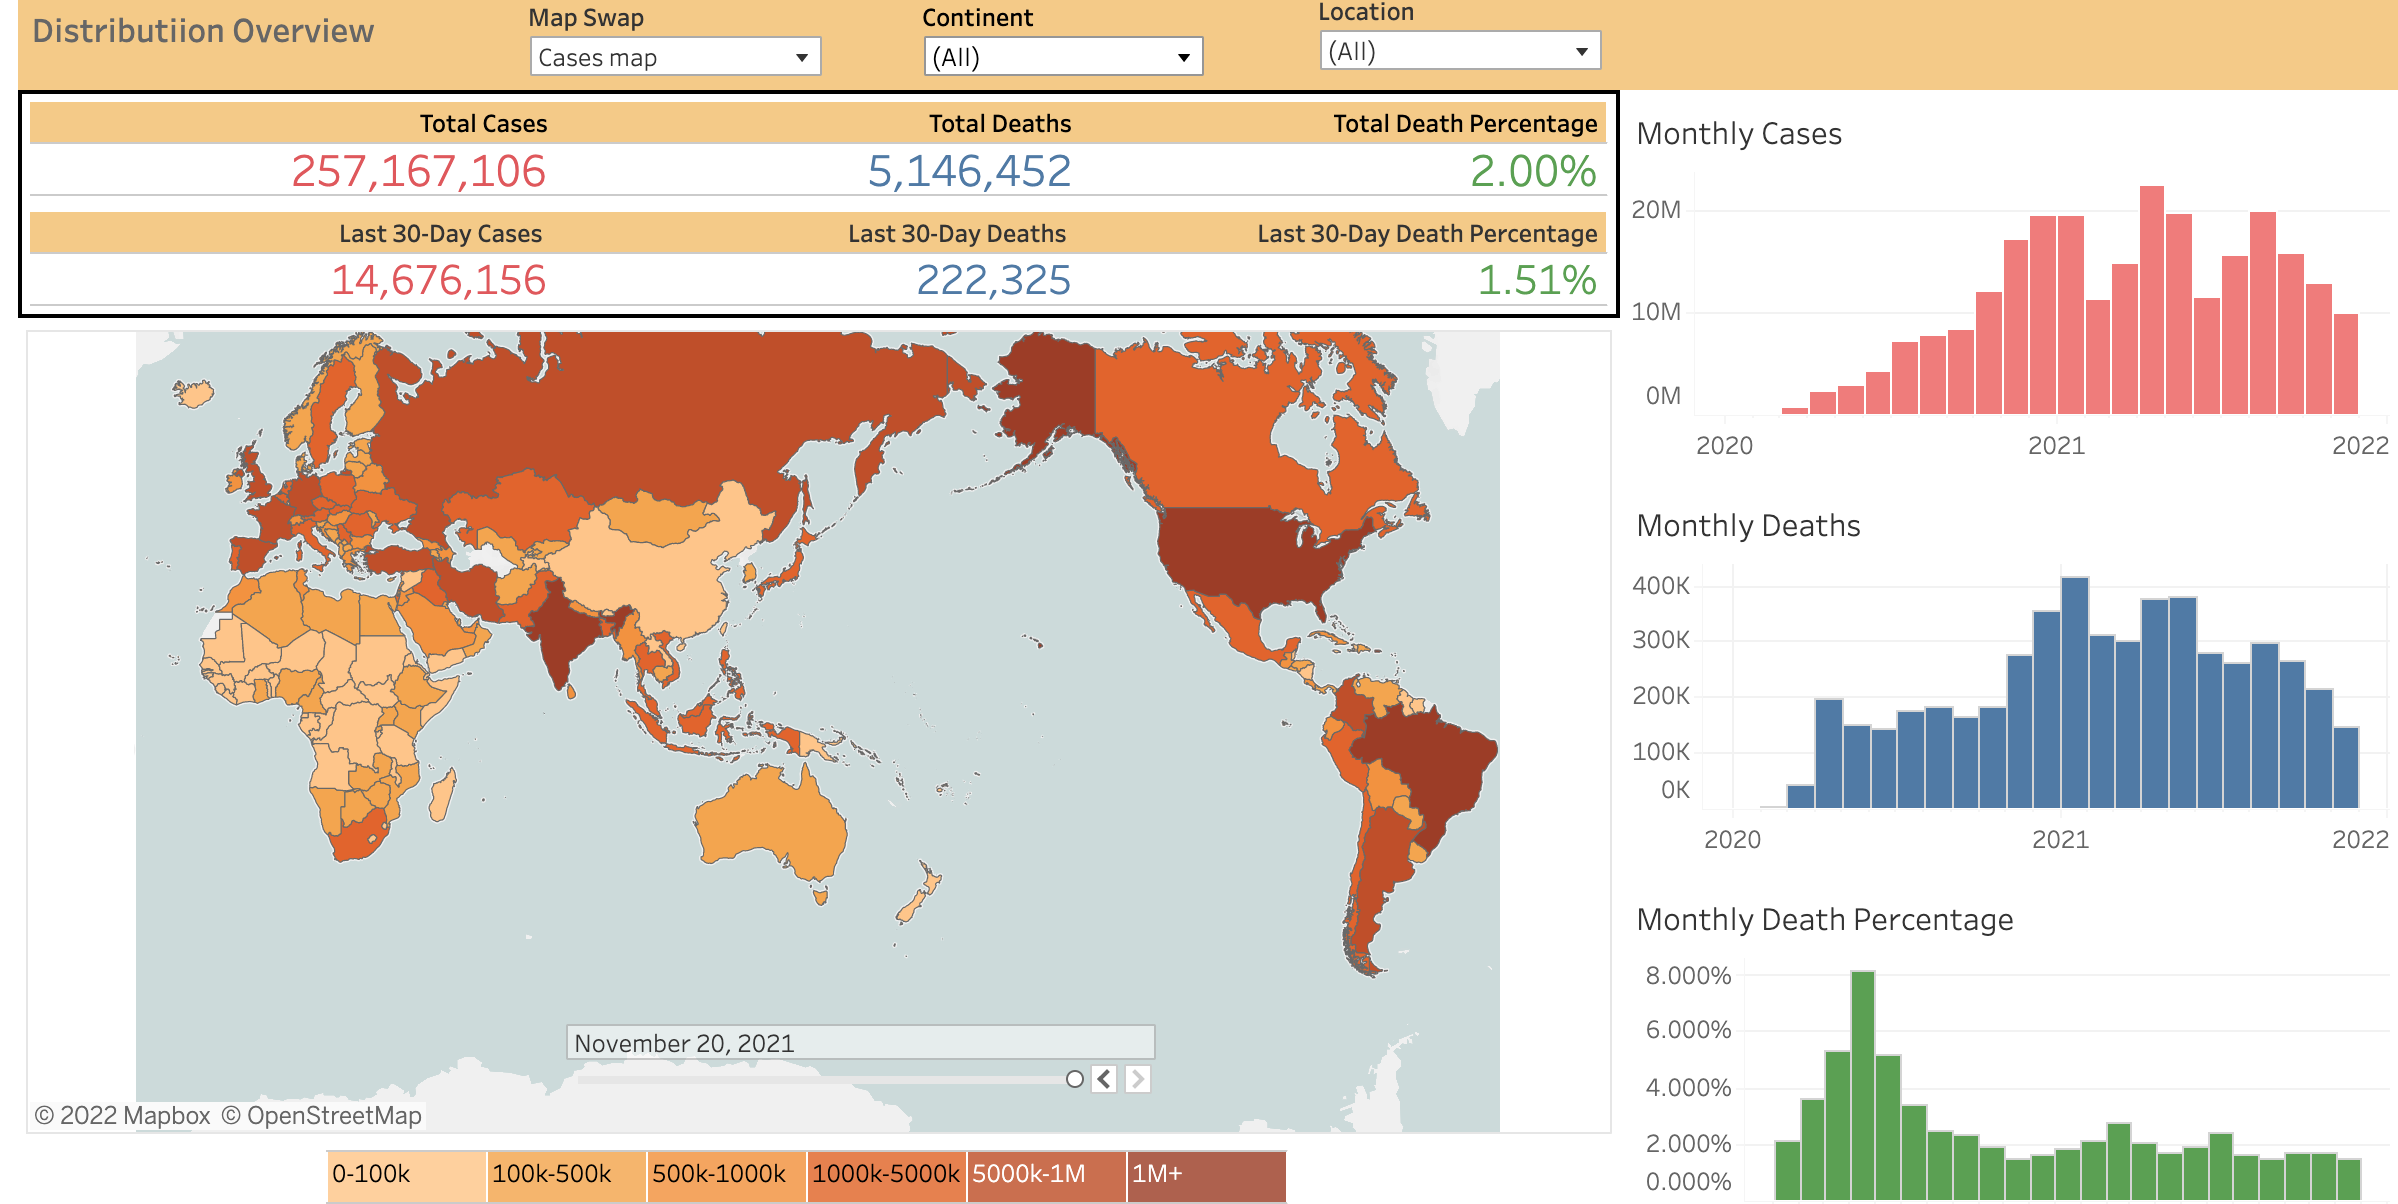 Distributiion Overview
Map Swap
Cases map
Continent
(All)
Location
(All)
Total Cases
Total Deaths
Total Death Percentage
257,167,106
5,146,452
2.00%
Last 30-Day Cases
Last 30-Day Deaths
Last 30-Day Death Percentage
14,676,156
222,325
1.51%
November 20, 2021
© 2022 Mapbox © OpenStreetMap
0-100k
100k-500k
500k-1000k
1000k-5000k
5000k-1M
1M+
Monthly Cases
20M
10M
0M
2020
2021
2022
Monthly Deaths
400K
300K
200K
100K
0K
2020
2021
2022
Monthly Death Percentage
8.000%
6.000%
4.000%
2.000%
0.000%